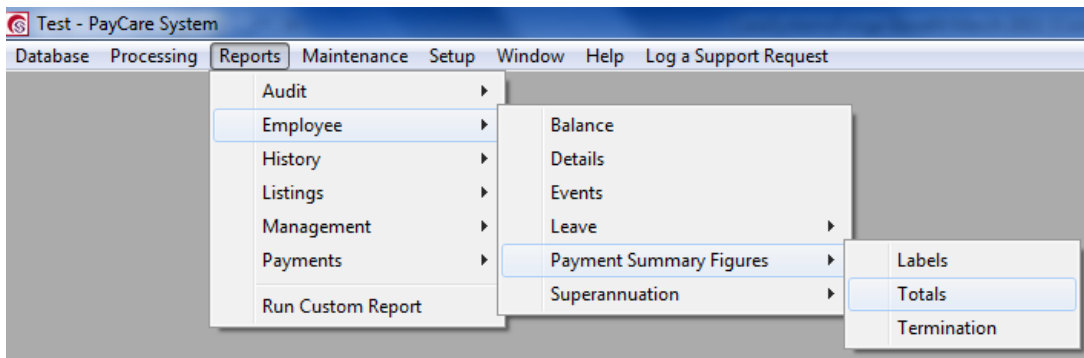 Test - PayCare System
Database Processing Reports Maintenance Setup Window Help Log a Support Request
Audit
Employee
History
Listings
Management
Payments
Run Custom Report
Balance
Details
Events
Leave
Payment Summary Figures
Superannuation
Labels
Totals
Termination